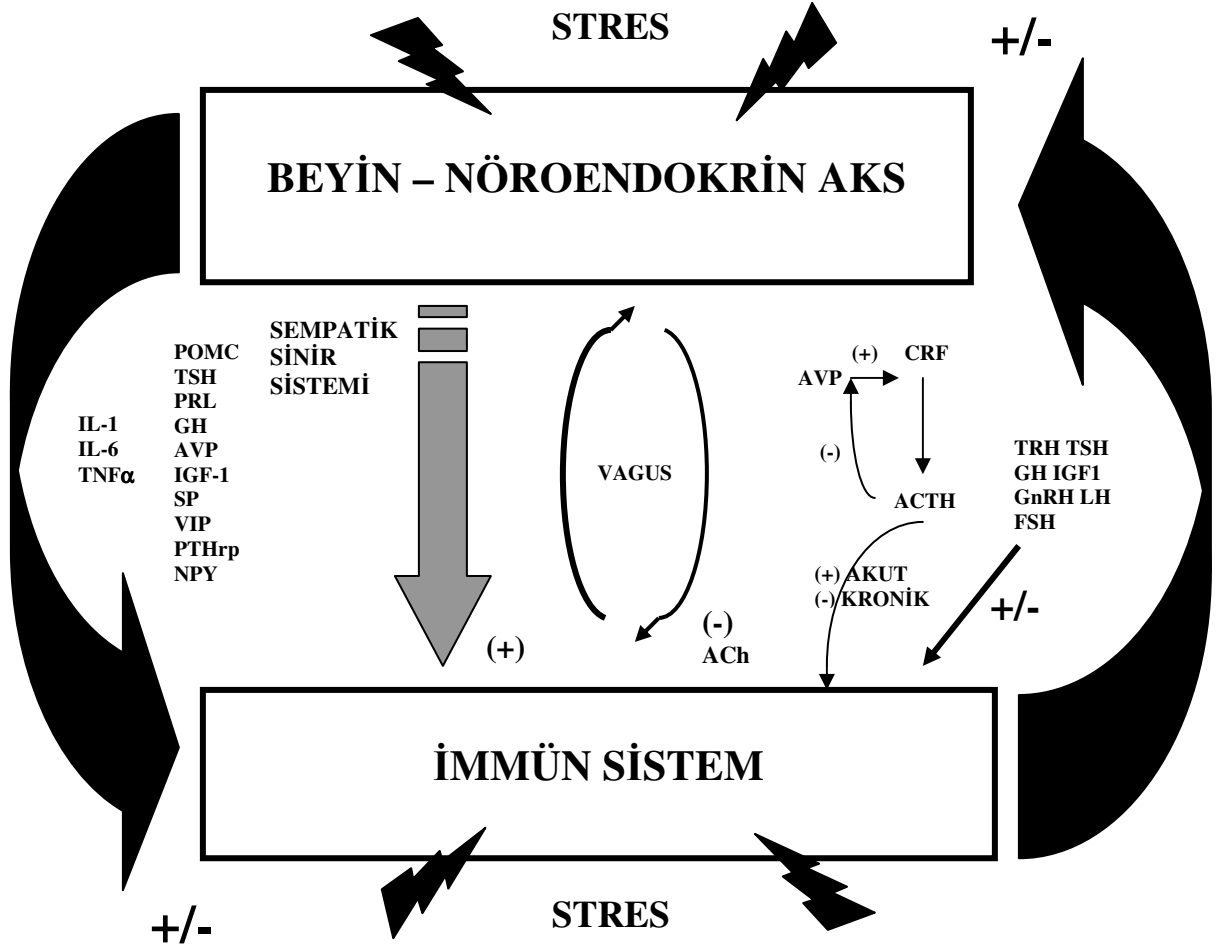 STRES
+/-
BEYİN – NÖROENDOKRİN AKS
SEMPATİK
SİNİR
SİSTEMİ
POMC
TSH
PRL
GH
AVP
IGF-1
SP
VIP
PTHrp
NPY
IL-1
IL-6
TNFα
(+)
VAGUS
(-)
ACh
(+)
CRF
AVP
(-)
ACTH
(+) AKUT
(-) KRONİK
TRH TSH
GH IGF1
GnRH LH
FSH
+/-
İMMÜN SİSTEM
STRES
+/-